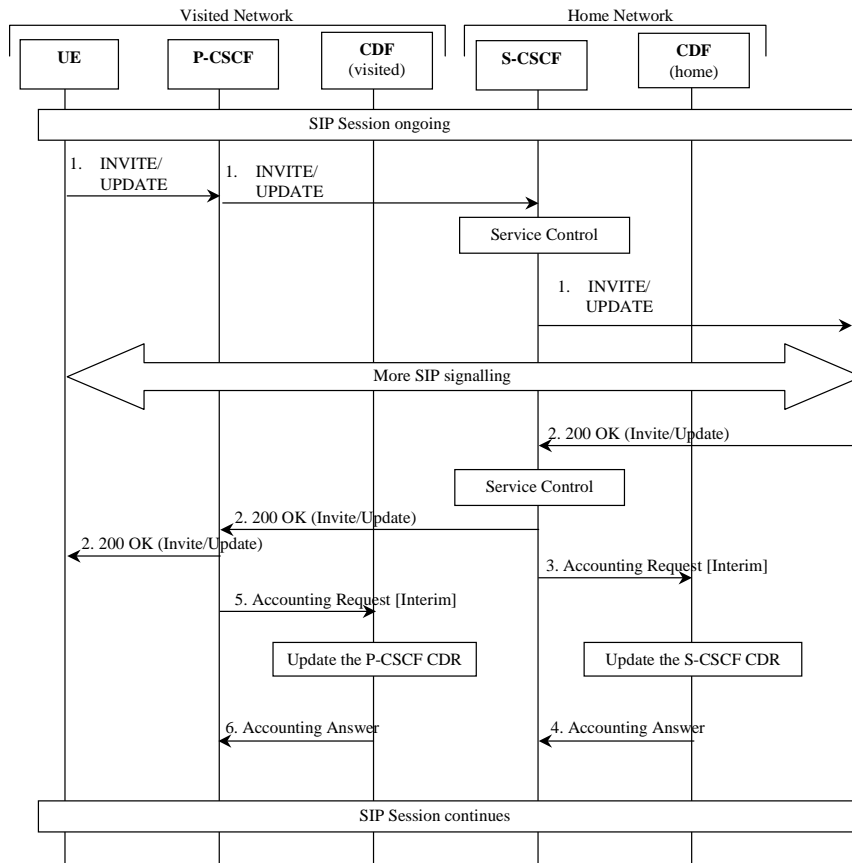 Visited Network
Home Network
UE
P-CSCF
CDF
(visited)
S-CSCF
CDF
(home)
SIP Session ongoing
1. INVITE/
UPDATE
1. INVITE/
UPDATE
Service Control
1. INVITE/
UPDATE
More SIP signalling
2. 200 OK (Invite/Update)
Service Control
2. 200 OK (Invite/Update)
2. 200 OK (Invite/Update)
3. Accounting Request [Interim]
5. Accounting Request [Interim]
Update the P-CSCF CDR
Update the S-CSCF CDR
6. Accounting Answer
4. Accounting Answer
SIP Session continues